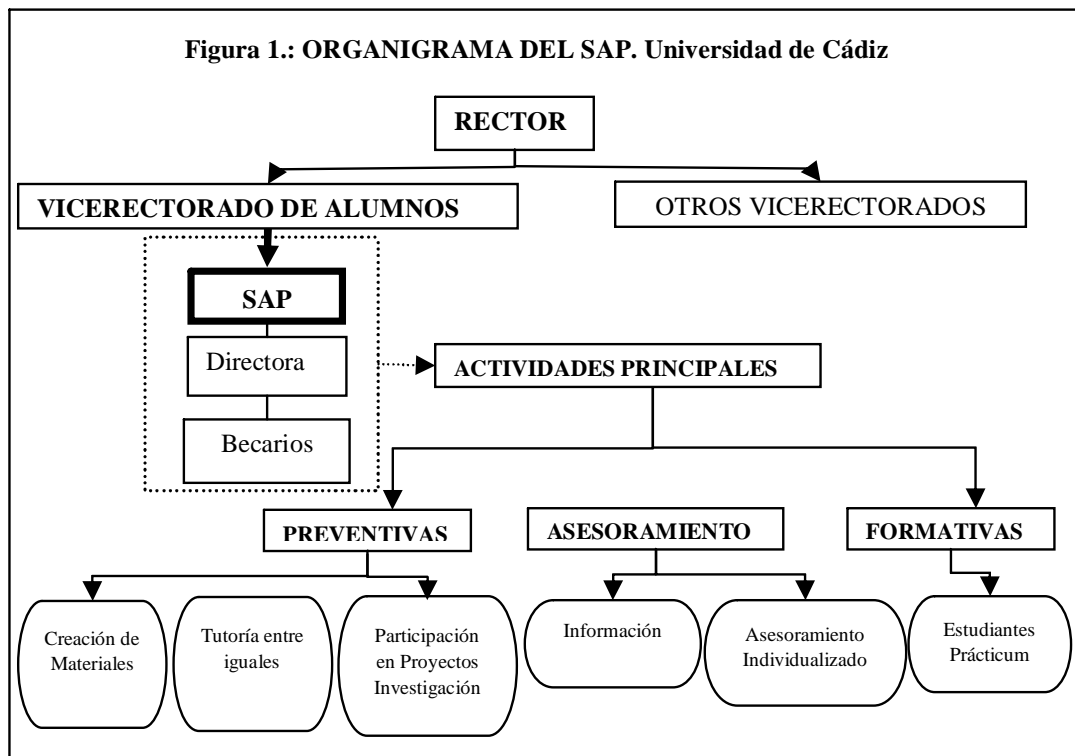 Figura 1.: ORGANIGRAMA DEL SAP. Universidad de Cádiz
RECTOR
VICERECTORADO DE ALUMNOS
OTROS VICERECTORADOS
SAP
Directora
Becarios
ACTIVIDADES PRINCIPALES
PREVENTIVAS
ASESORAMIENTO
FORMATIVAS
Creación de
Materiales
Tutoría entre
iguales
Participación
en Proyectos
Investigación
Información
Asesoramiento
Individualizado
Estudiantes
Prácticum